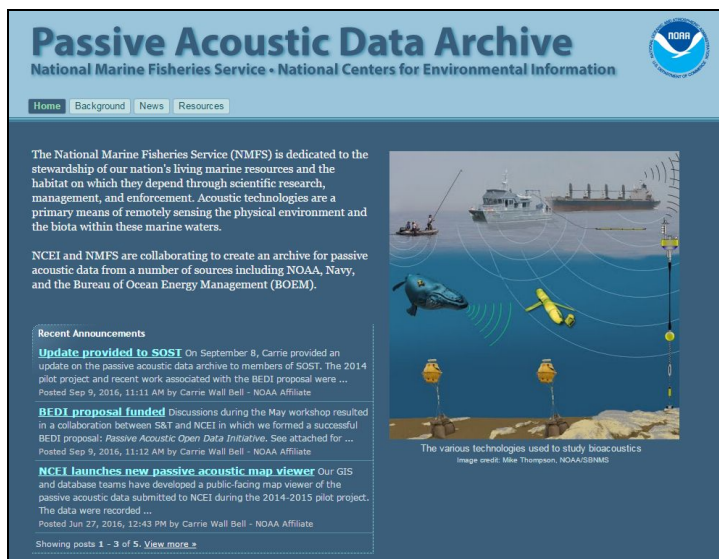 Passive Acoustic Data Archive
National Marine Fisheries Service • National Centers for Environmental Information
NOAA
Home Background News Resources
The National Marine Fisheries Service (NMFS) is dedicated to the
stewardship of our nation's living marine resources and the
habitat on which they depend through scientific research,
management, and enforcement. Acoustic technologies are a
primary means of remotely sensing the physical environment and
the biota within these marine waters.
NCEI and NMFS are collaborating to create an archive for passive
acoustic data from a number of sources including NOAA, Navy,
and the Bureau of Ocean Energy Management (BOEM).
Recent Announcements
Update provided to SOST On September 8, Carrie provided an
update on the passive acoustic data archive to members of SOST. The 2014
pilot project and recent work associated with the BEDI proposal were ...
Posted Sep 9, 2016, 11:11 AM by Carrie Wall Bell - NOAA Affiliate
BEDI proposal funded Discussions during the May workshop resulted
in a collaboration between S&T and NCEI in which we formed a successful
BEDI proposal: Passive Acoustic Open Data Initiative. See attached for ...
Posted Sep 9, 2016, 11:12 AM by Carrie Wall Bell - NOAA Affiliate
NCEI launches new passive acoustic map viewer Our GIS
and database teams have developed a public-facing map viewer of the
passive acoustic data submitted to NCEI during the 2014-2015 pilot project.
The data were recorded ...
Posted Jun 27, 2016, 12:43 PM by Carrie Wall Bell - NOAA Affiliate
Showing posts 1 - 3 of 5. View more »
The various technologies used to study bioacoustics
Image credit: Mike Thompson, NOAA/SBNMS